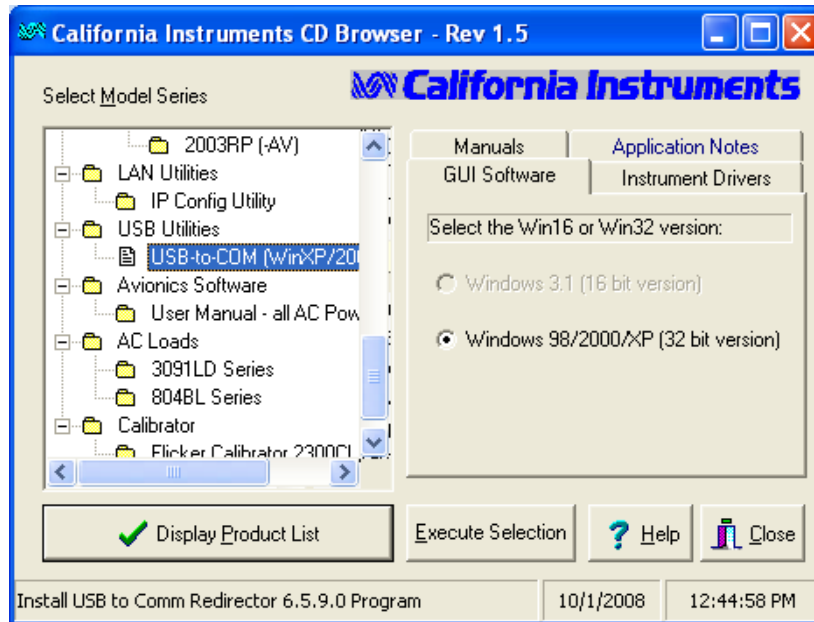 California Instruments CD Browser - Rev 1.5
Select Model Series
California Instruments
2003RP (-AV)
LAN Utilities
IP Config Utility
USB Utilities
USB-to-COM (WinXP/20
Avionics Software
User Manual - all AC Pow
AC Loads
3091LD Series
804BL Series
Calibrator
Flicker Calibrator 2300CL
Manuals
Application Notes
GUI Software
Instrument Drivers
Select the Win16 or Win32 version:
Windows 3.1 (16 bit version)
Windows 98/2000/XP (32 bit version)
Display Product List
Execute Selection
? Help
Close
Install USB to Comm Redirector 6.5.9.0 Program
10/1/2008
12:44:58 PM